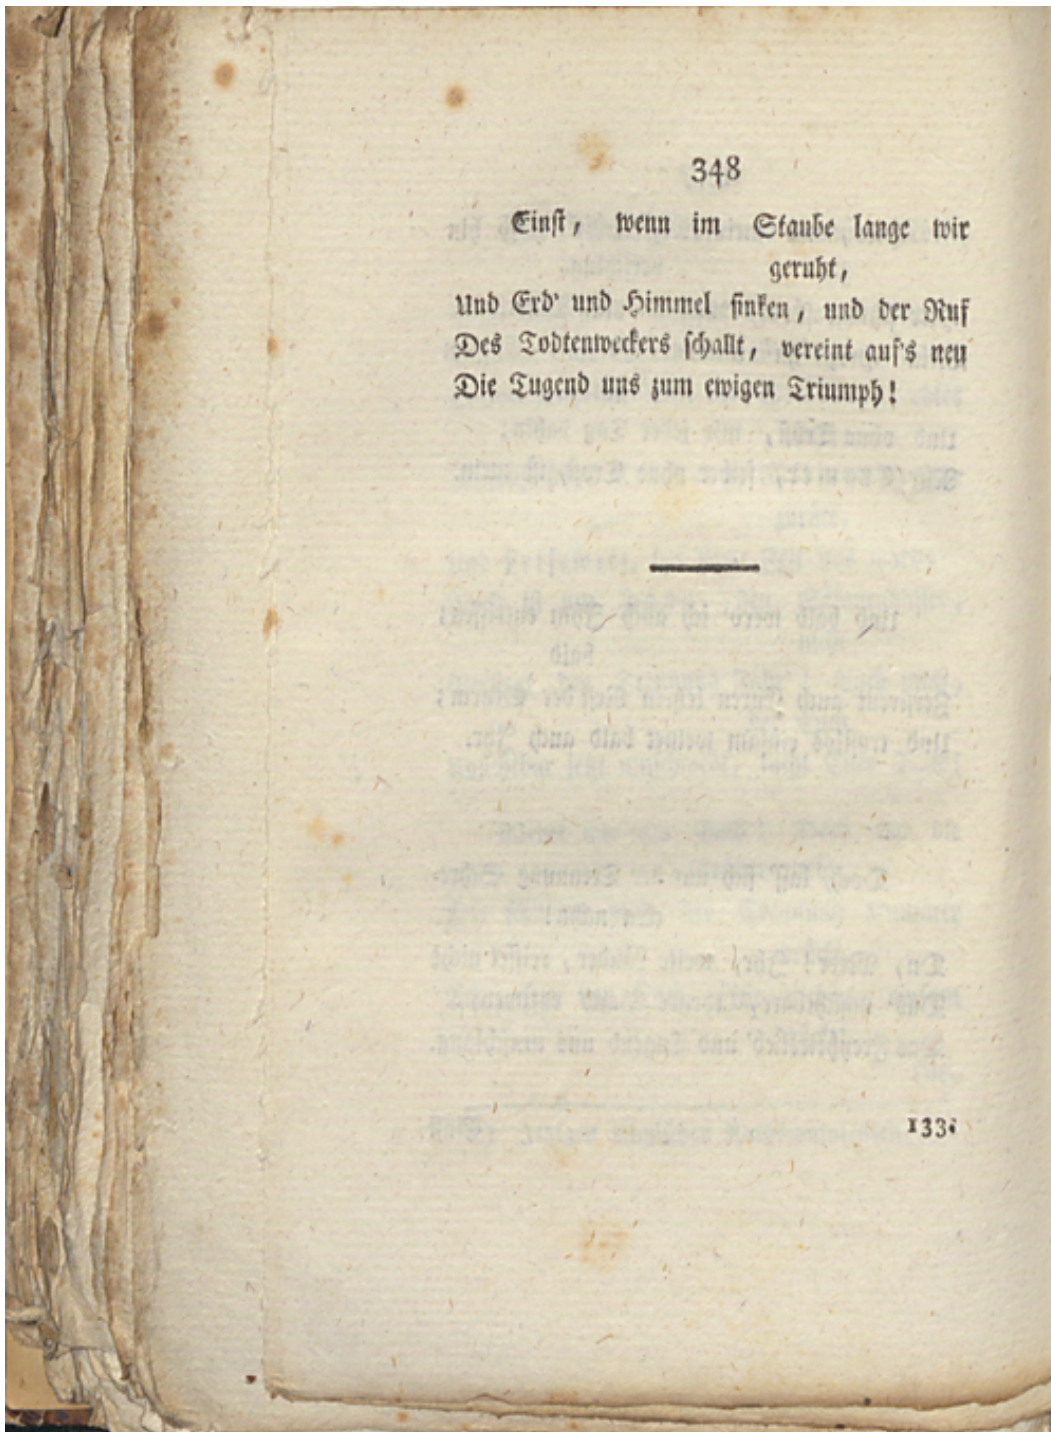 348
Einst, wenn im Staube lange wir
geruht,
Und Erd' und Himmel sinken, und der Ruf
Des Todtenweckers schallt, vereint auf's neu
Die Tugend uns zum ewigen Triumph!
133.